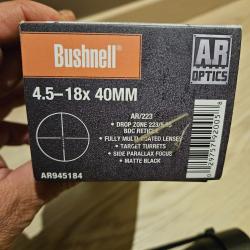 Bushnell®
AR
OPTICS
4.5–18x 40MM
AR/223
• DROP ZONE 223/5.56
BDC RETICLE
• FULLY MULTI-COATED LENSES
• TARGET TURRETS
• SIDE PARALLAX FOCUS
• MATTE BLACK
AR945184